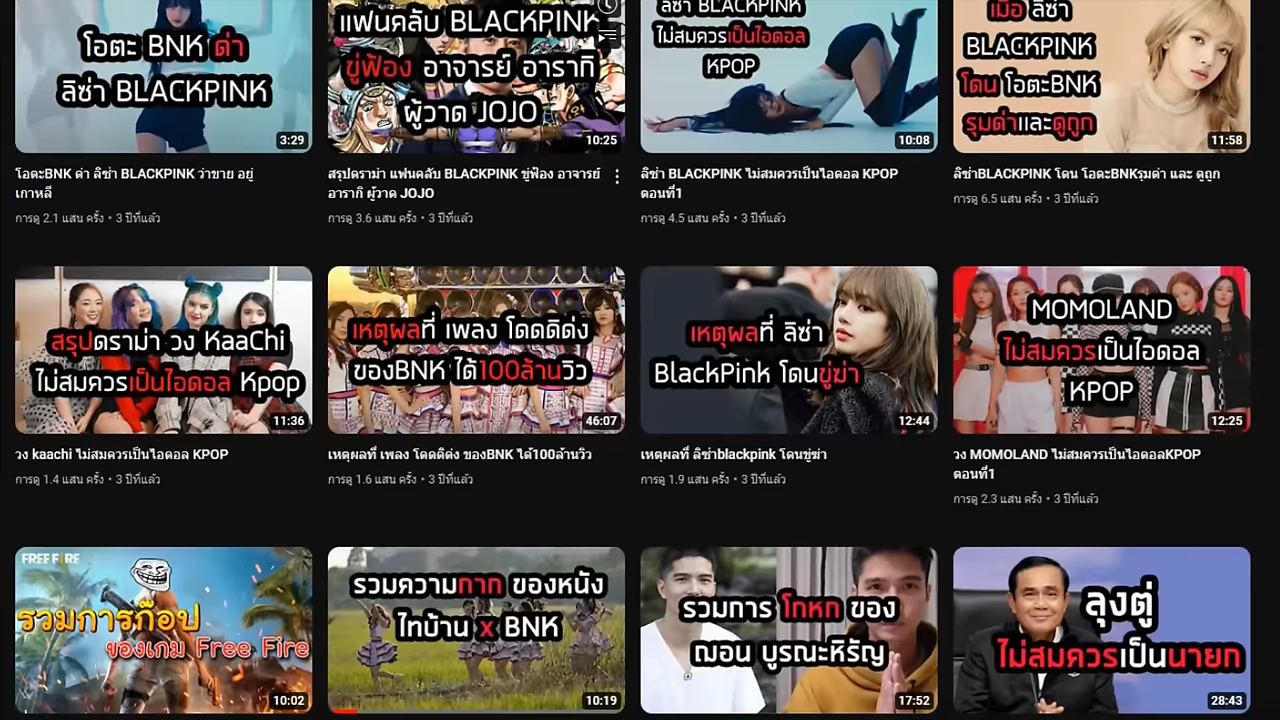 โอตะ BNK ด่า
ลิซ่า BLACKPINK
3:29
แฟนคลับ BLACKPINK
ขู่ฟ้อง อาจารย์ อารากิ
ผู้วาด JOJO
10:25
ลิซ่า BLACKPINK
ไม่สมควรเป็นไอดอล
KPOP
10:08
เมื่อ ลิซ่า
BLACKPINK
โดน โอตะBNK
รุมด่าและดูถูก
11:58
โอตะBNK ด่า ลิซ่า BLACKPINK ว่าขาย อยู่
เกาหลี
การดู 2.1 แสน ครั้ง • 3 ปีที่แล้ว
สรุปดราม่า แฟนคลับ BLACKPINK ขู่ฟ้อง อาจารย์
อารากิ ผู้วาด JOJO
การดู 3.6 แสน ครั้ง • 3 ปีที่แล้ว
ลิซ่า BLACKPINK ไม่สมควรเป็นไอดอล KPOP
ตอนที่1
การดู 4.5 แสน ครั้ง • 3 ปีที่แล้ว
ลิซ่าBLACKPINK โดน โอตะBNKรุมด่า และ ดูถูก
การดู 6.5 แสน ครั้ง • 3 ปีที่แล้ว
สรุปดราม่า วง KaaChi
ไม่สมควรเป็นไอดอล Kpop
11:36
เหตุผลที่ เพลง โดดดิด่ง
ของBNK ได้100ล้านวิว
46:07
เหตุผลที่ ลิซ่า
BlackPink โดนขู่ฆ่า
12:44
MOMOLAND
ไม่สมควรเป็นไอดอล
KPOP
12:25
วง kaachi ไม่สมควรเป็นไอดอล KPOP
การดู 1.4 แสน ครั้ง • 3 ปีที่แล้ว
เหตุผลที่ เพลง โดดดิด่ง ของBNK ได้100ล้านวิว
การดู 1.6 แสน ครั้ง • 3 ปีที่แล้ว
เหตุผลที่ ลิซ่าblackpink โดนขู่ฆ่า
การดู 1.9 แสน ครั้ง • 3 ปีที่แล้ว
วง MOMOLAND ไม่สมควรเป็นไอดอลKPOP
ตอนที่1
การดู 2.3 แสน ครั้ง • 3 ปีที่แล้ว
FREE FIRE
รวมการก๊อป
ของเกม Free Fire
10:02
รวมความกาก ของหนัง
ไทบ้าน x BNK
10:19
รวมการ โกหก ของ
ฌอน บูรณะหิรัญ
17:52
ลุงตู่
ไม่สมควรเป็นนายก
28:43